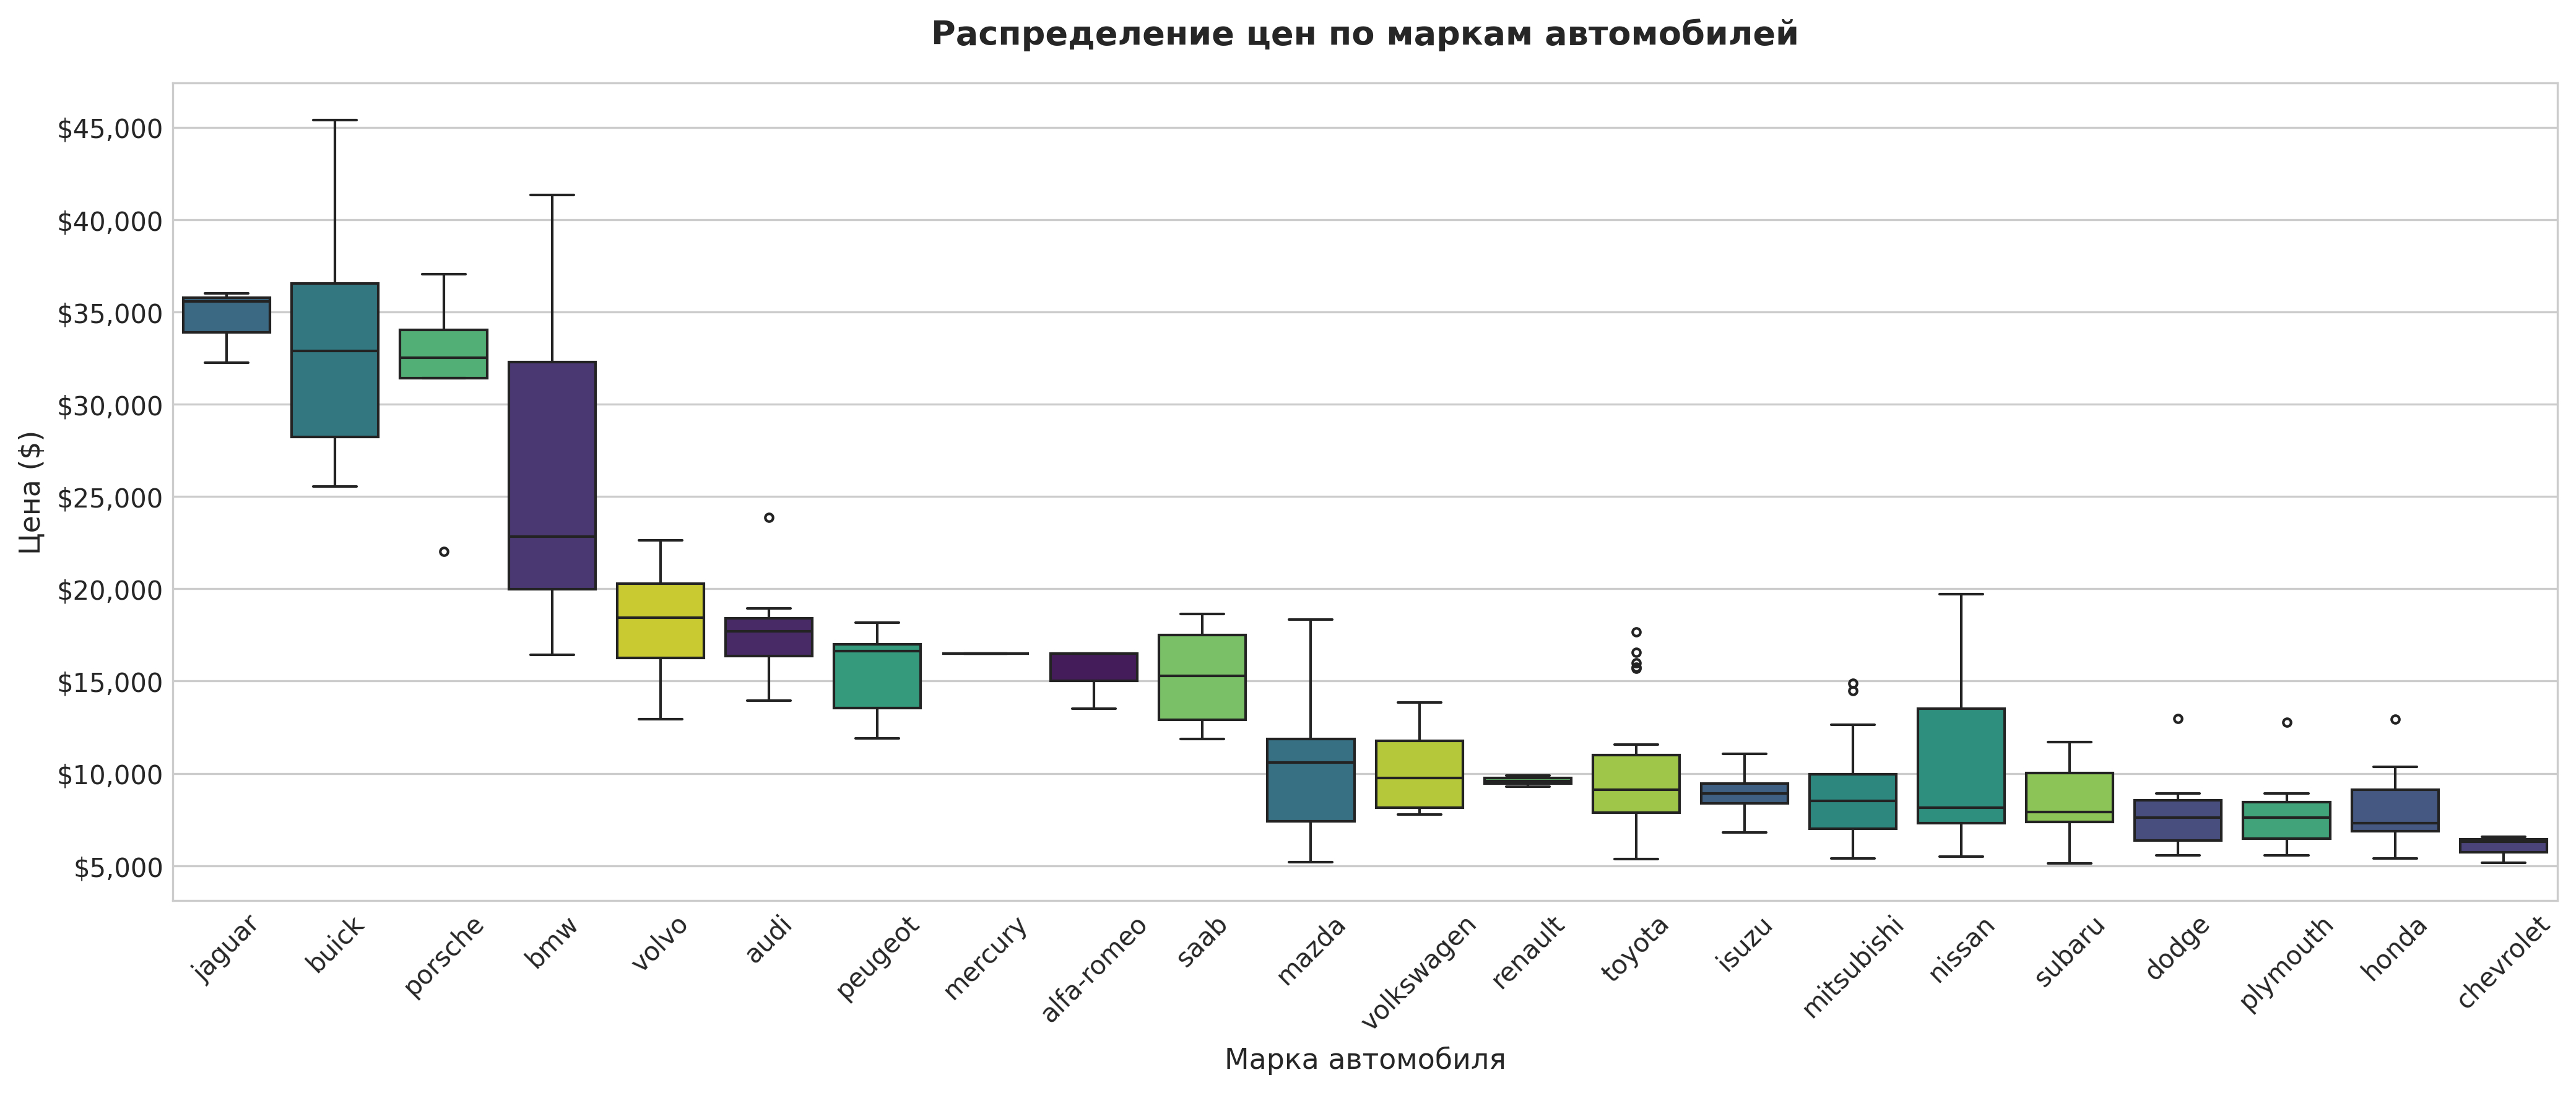 Распределение цен по маркам автомобилей
Цена ($)
$45,000
$40,000
$35,000
$30,000
$25,000
$20,000
$15,000
$10,000
$5,000
jaguar
buick
porsche
bmw
volvo
audi
peugeot
mercury
alfa-romeo
saab
mazda
volkswagen
renault
toyota
isuzu
mitsubishi
nissan
subaru
dodge
plymouth
honda
chevrolet
Марка автомобиля